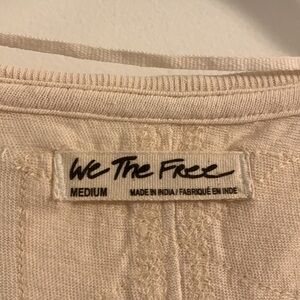 We The Free
MEDIUM
MADE IN INDIA / FABRIQUÉ EN INDE